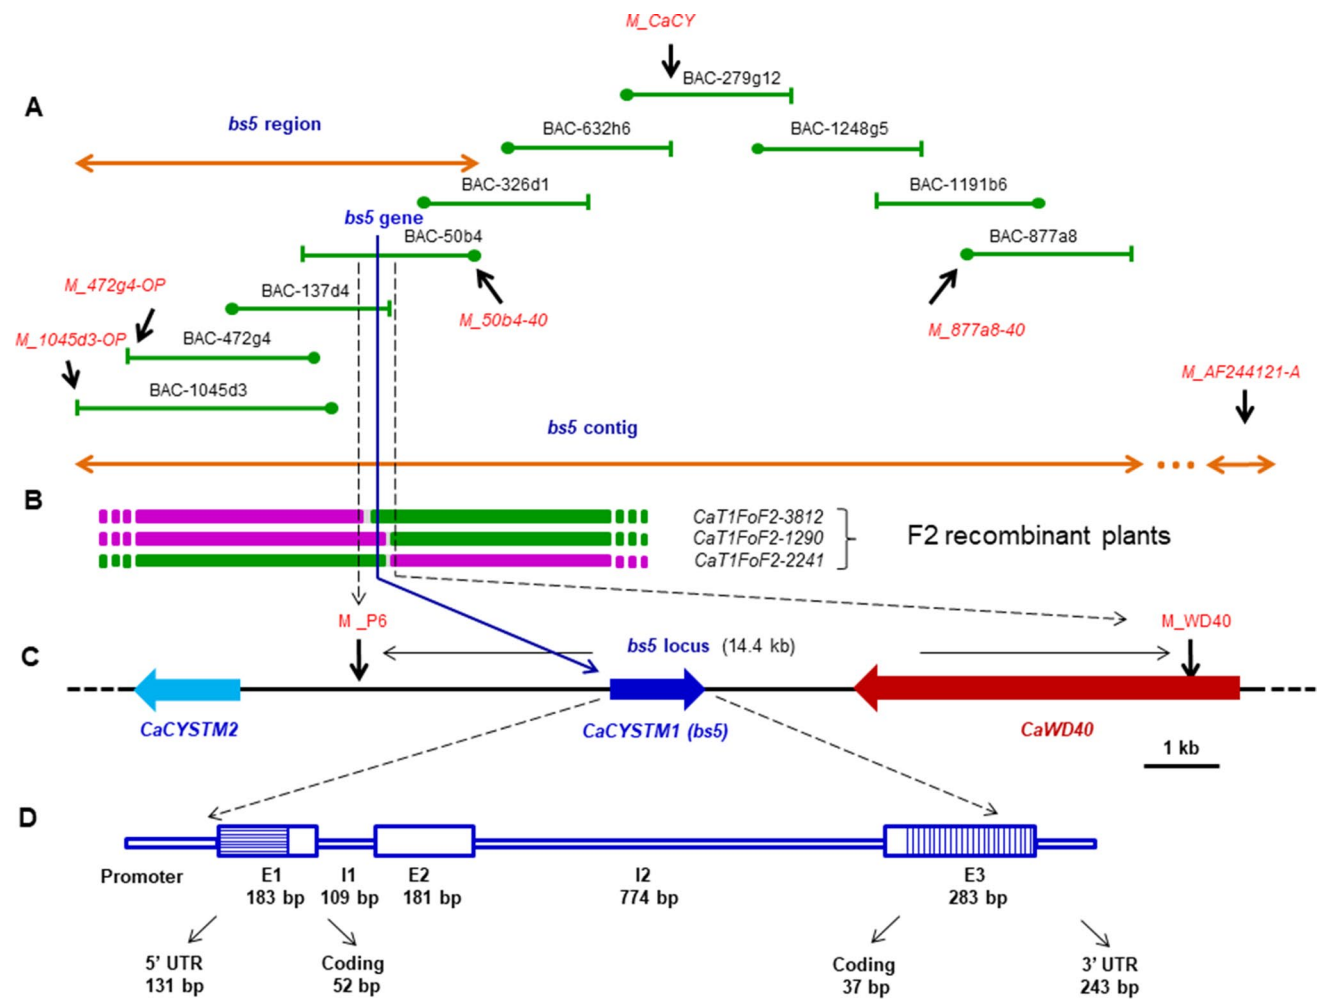 M_CaCY
BAC-279g12
A
bs5 region
BAC-632h6
BAC-1248g5
BAC-326d1
BAC-1191b6
bs5 gene
BAC-50b4
BAC-877a8
M_472g4-OP
BAC-137d4
M_50b4-40
M_877a8-40
M_1045d3-OP
BAC-472g4
M_AF244121-A
BAC-1045d3
bs5 contig
B
CaT1FoF2-3812
CaT1FoF2-1290
CaT1FoF2-2241
F2 recombinant plants
M _P6
M_WD40
C
bs5 locus (14.4 kb)
CaCYSTM2
CaCYSTM1 (bs5)
CaWD40
1 kb
D
Promoter
E1
183 bp
I1
109 bp
E2
181 bp
I2
774 bp
E3
283 bp
5’ UTR
131 bp
Coding
52 bp
Coding
37 bp
3’ UTR
243 bp